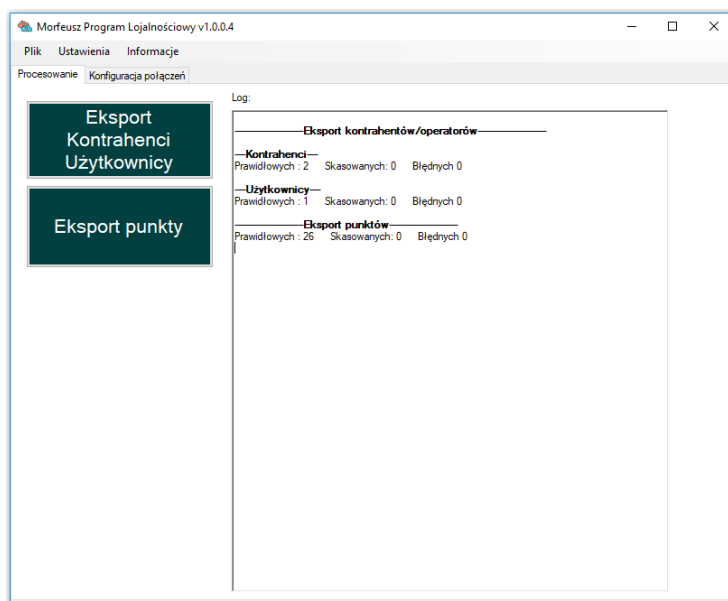 Morfeusz Program Lojalnościowy v1.0.0.4
Plik Ustawienia Informacje
Procesowanie Konfiguracja połączeń
Eksport
Kontrahenci
Użytkownicy
Eksport punkty
Log:
——————Eksport kontrahentów/operatorów——————
—Kontrahenci—
Prawidłowych : 2 Skasowanych: 0 Błędnych 0
—Użytkownicy—
Prawidłowych : 1 Skasowanych: 0 Błędnych 0
——————Eksport punktów——————
Prawidłowych : 26 Skasowanych: 0 Błędnych 0